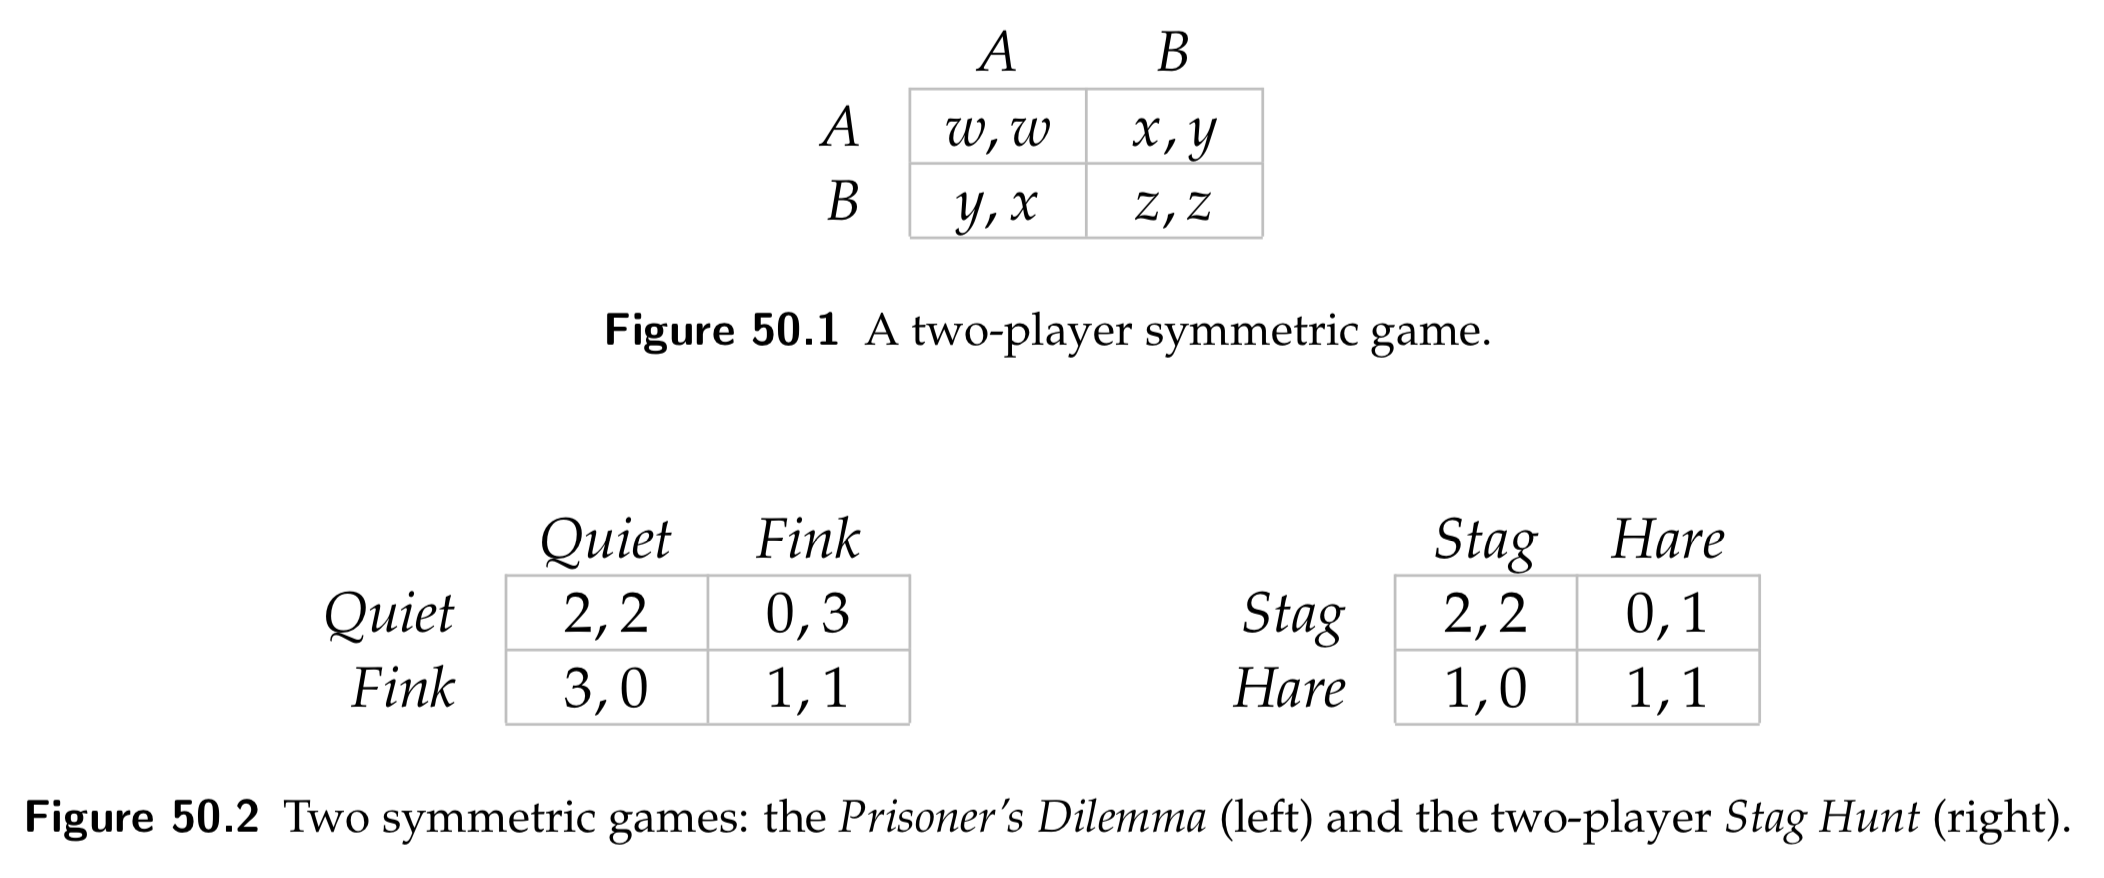 A B
A w, w x, y
B y, x z, z
Figure 50.1 A two-player symmetric game.
Quiet Fink Stag Hare
Quiet 2, 2 0, 3 Stag 2, 2 0, 1
Fink 3, 0 1, 1 Hare 1, 0 1, 1
Figure 50.2 Two symmetric games: the Prisoner's Dilemma (left) and the two-player Stag Hunt (right).